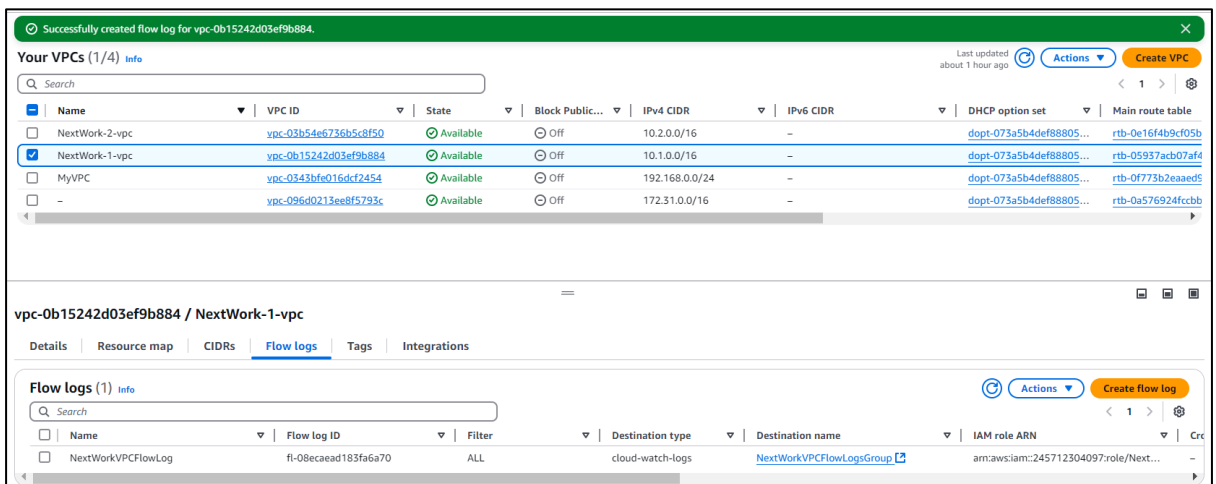 Successfully created flow log for vpc-0b15242d03ef9b884.
Your VPCs (1/4) Info
Last updated
about 1 hour ago
Actions
Create VPC
Search
1
Name VPC ID State Block Public... IPv4 CIDR IPv6 CIDR DHCP option set Main route table
NextWork-2-vpc vpc-03b54e6736b5c8f50 Available Off 10.2.0.0/16 – dopt-073a5b4def88805... rtb-0e16f4b9cf05b
NextWork-1-vpc vpc-0b15242d03ef9b884 Available Off 10.1.0.0/16 – dopt-073a5b4def88805... rtb-05937acb07af4
MyVPC vpc-0343bfe016dcf2454 Available Off 192.168.0.0/24 – dopt-073a5b4def88805... rtb-0f773b2eaaed9
– vpc-096d0213ee8f5793c Available Off 172.31.0.0/16 – dopt-073a5b4def88805... rtb-0a576924fccbb
vpc-0b15242d03ef9b884 / NextWork-1-vpc
Details Resource map CIDRs Flow logs Tags Integrations
Flow logs (1) Info
Actions
Create flow log
Search
1
Name Flow log ID Filter Destination type Destination name IAM role ARN Cro
NextWorkVPCFlowLog fl-08ecaead183fa6a70 ALL cloud-watch-logs NextWorkVPCFlowLogsGroup arn:aws:iam::245712304097:role/Next... –